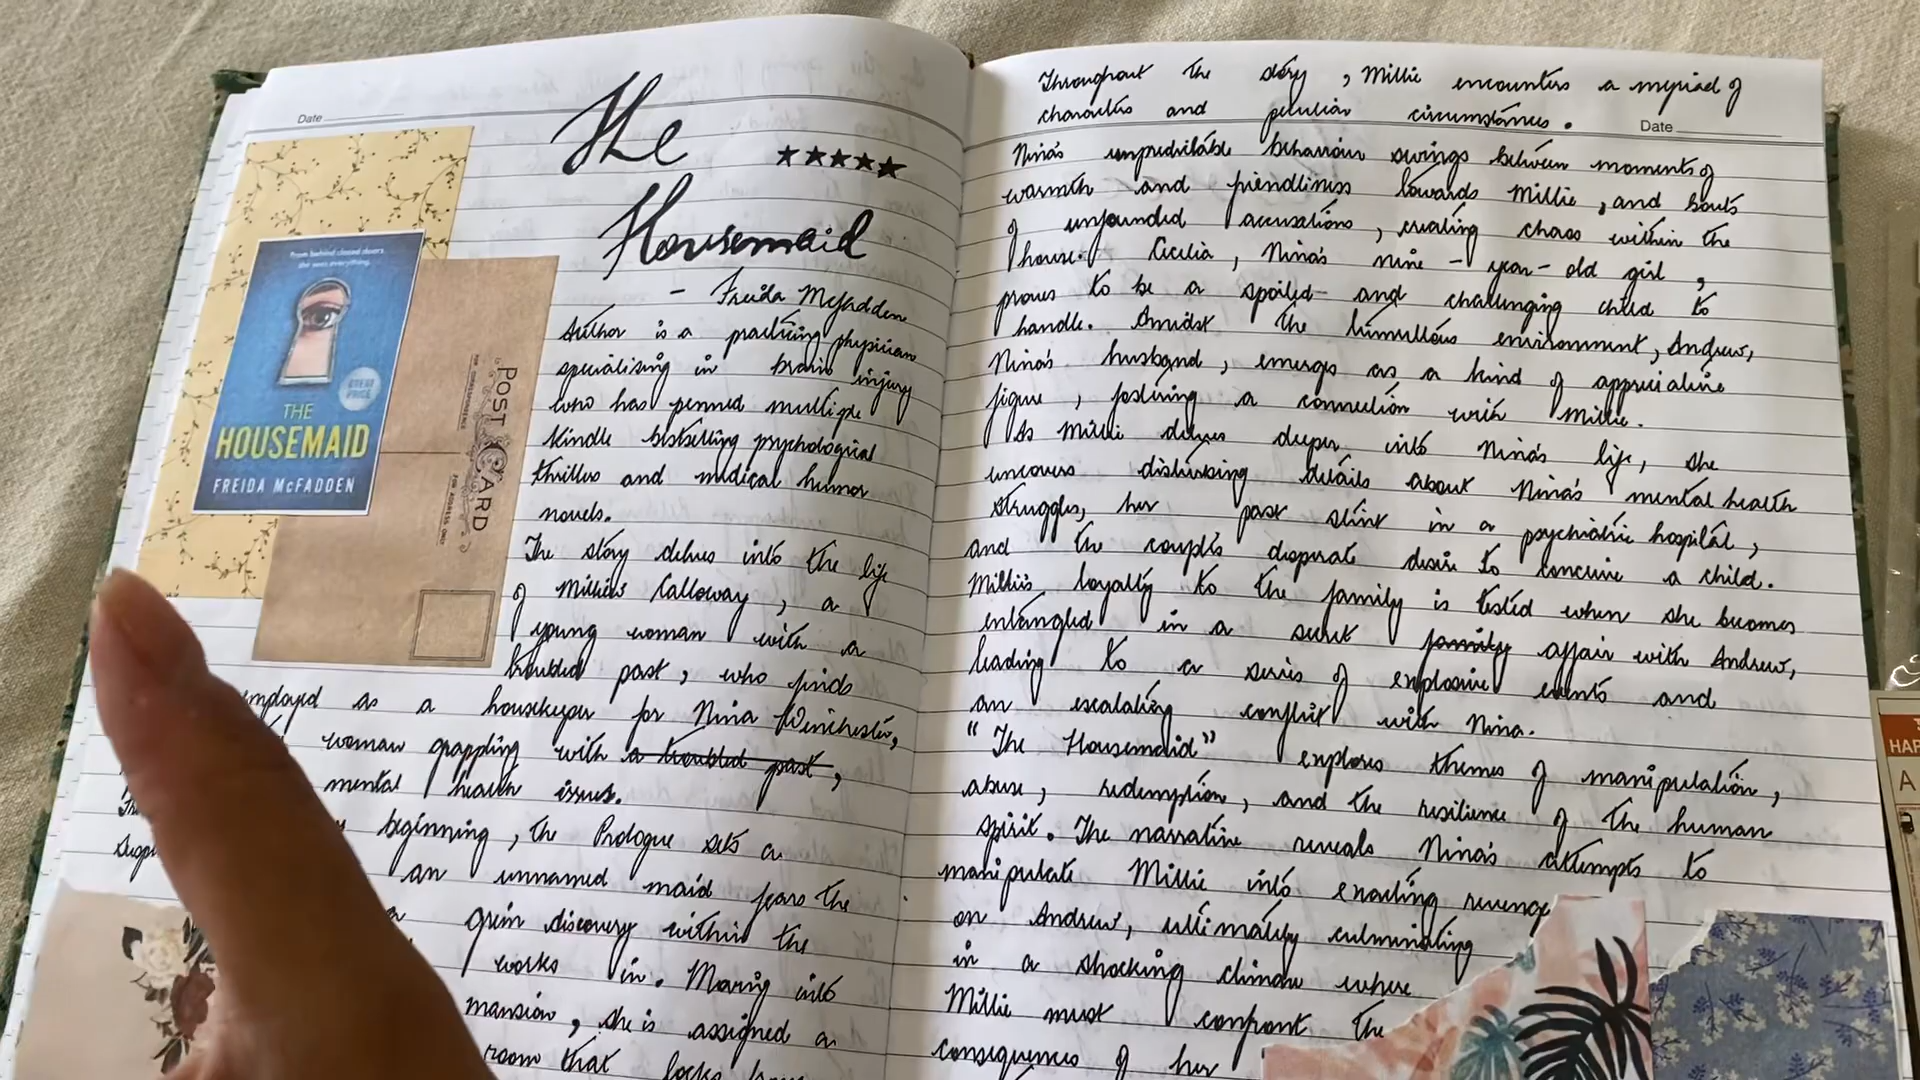 Date
The
★★★★★
Housemaid
- Freida Mcfadden
Author is a practicing physician
specialising in brain injury
who has penned multiple
Kindle bestselling psychological
thrillers and medical humor
novels.
The story delves into the life
of Calloway, a
young woman with a
troubled past, who finds
employed as a housekeeper for Nina Winchester,
woman grappling with a troubled past,
mental health issues.
beginning, the Prologue sets a
an unnamed maid fears the
grim discovery within the
works in. Moving into
mansion, she is assigned a
room that locks
From behind closed doors
she sees everything.
THE
HOUSEMAID
FREIDA McFADDEN
POST CARD
FOR CORRESPONDENCE
FOR ADDRESS ONLY
Throughout the story, Millie encounters a myriad of
characters and peculiar circumstances.
Date
Nina's behaviour swings between moments of
warmth and friendliness towards Millie, and bouts
of unfounded accusations, creating chaos within the
house. Cecilia, Nina's nine-year-old girl,
proves to be a spoiled and challenging child to
handle. Amidst the environment, Andrew,
Nina's husband, emerges as a kind of
figure, fostering a connection with Millie.
As Millie delves deeper into Nina's life, she
uncovers disturbing details about Nina's mental health
struggles, her past stint in a psychiatric hospital,
and the couple's desperate desire to conceive a child.
Millie's loyalty to the family is tested when she becomes
entangled in a secret family affair with Andrew,
leading to a series of explosive events and
an escalating conflict with Nina.
"The Housemaid" explores themes of manipulation,
abuse, redemption, and the resilience of the human
spirit. The narrative reveals Nina's attempts to
manipulate Millie into enacting revenge
on Andrew, ultimately culminating
in a shocking climax where
Millie must confront the
consequences of her
HAP
A